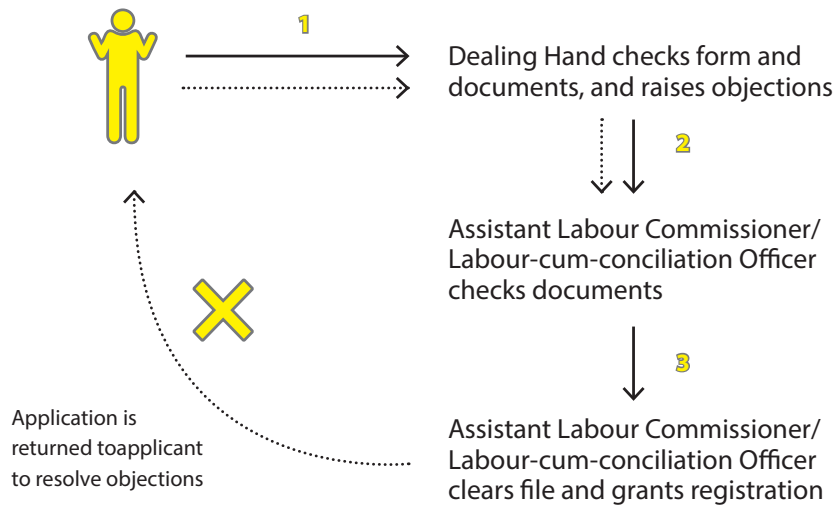 1
Dealing Hand checks form and
documents, and raises objections
2
Assistant Labour Commissioner/
Labour-cum-conciliation Officer
checks documents
3
Assistant Labour Commissioner/
Labour-cum-conciliation Officer
clears file and grants registration
Application is
returned toapplicant
to resolve objections